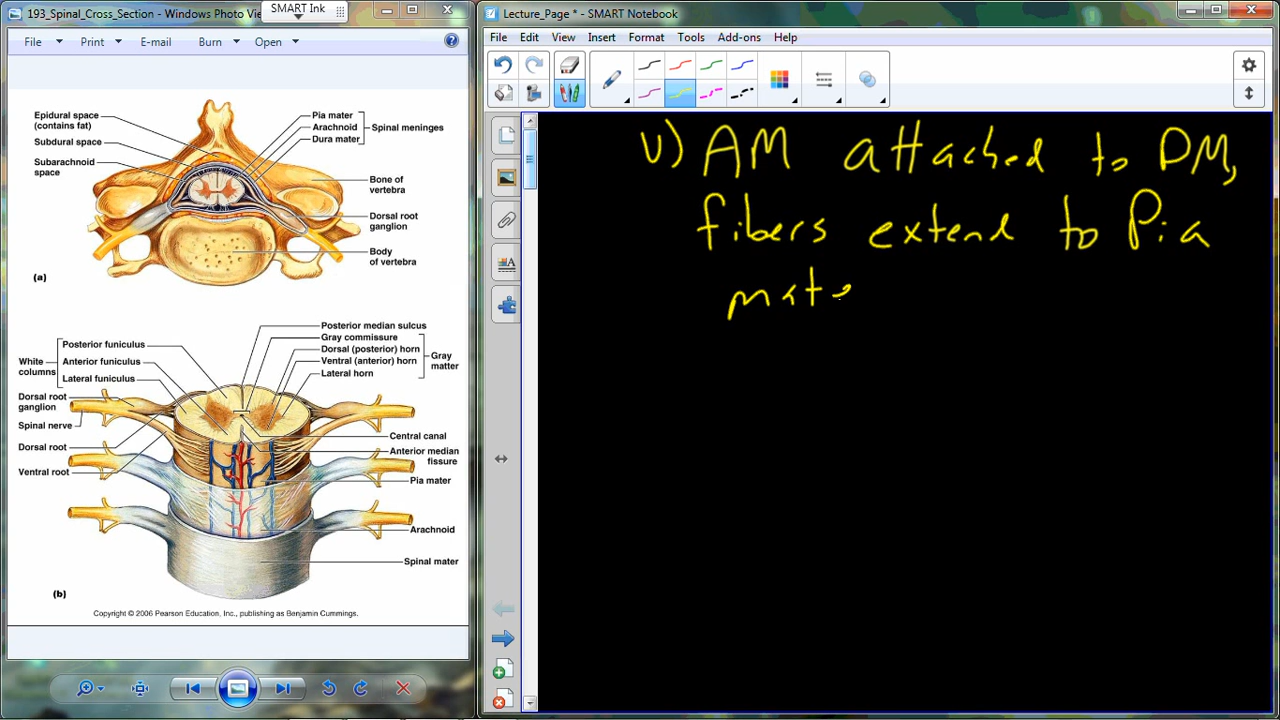 193_Spinal_Cross_Section - Windows Photo Vie
SMART Ink
File Print E-mail Burn Open
Epidural space
(contains fat)
Subdural space
Subarachnoid
space
Pia mater
Arachnoid
Dura mater
Spinal meninges
Bone of
vertebra
Dorsal root
ganglion
Body
of vertebra
(a)
Posterior median sulcus
Gray commissure
Dorsal (posterior) horn
Ventral (anterior) horn
Lateral horn
Gray
matter
White
columns
Posterior funiculus
Anterior funiculus
Lateral funiculus
Dorsal root
ganglion
Spinal nerve
Dorsal root
Ventral root
Central canal
Anterior median
fissure
Pia mater
Arachnoid
Spinal mater
(b)
Copyright © 2006 Pearson Education, Inc., publishing as Benjamin Cummings.
Lecture_Page * - SMART Notebook
File Edit View Insert Format Tools Add-ons Help
v) AM attached to DM,
fibers extend to Pia
mate